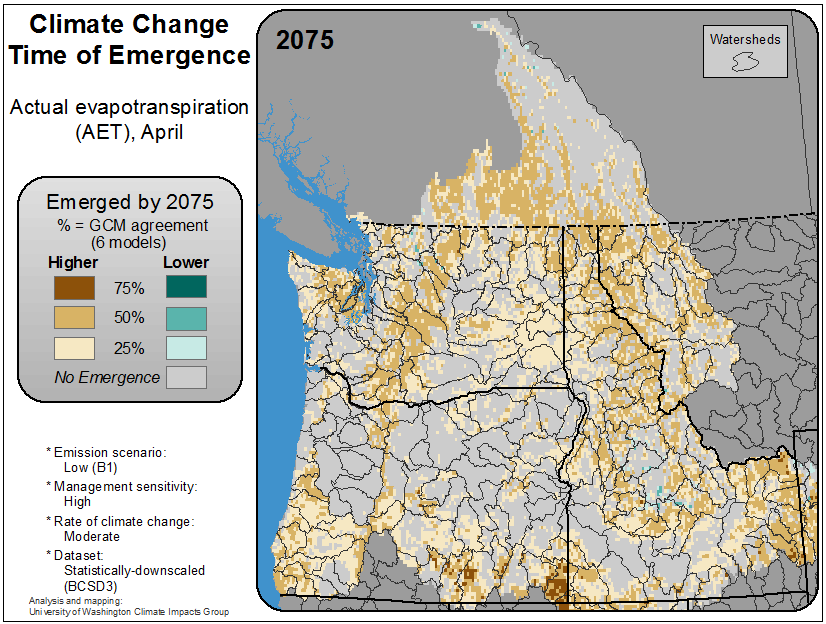 Climate Change
Time of Emergence
Actual evapotranspiration
(AET), April
Emerged by 2075
% = GCM agreement
(6 models)
Higher Lower
75%
50%
25%
No Emergence
* Emission scenario:
Low (B1)
* Management sensitivity:
High
* Rate of climate change:
Moderate
* Dataset:
Statistically-downscaled
(BCSD3)
Analysis and mapping:
University of Washington Climate Impacts Group
2075
Watersheds